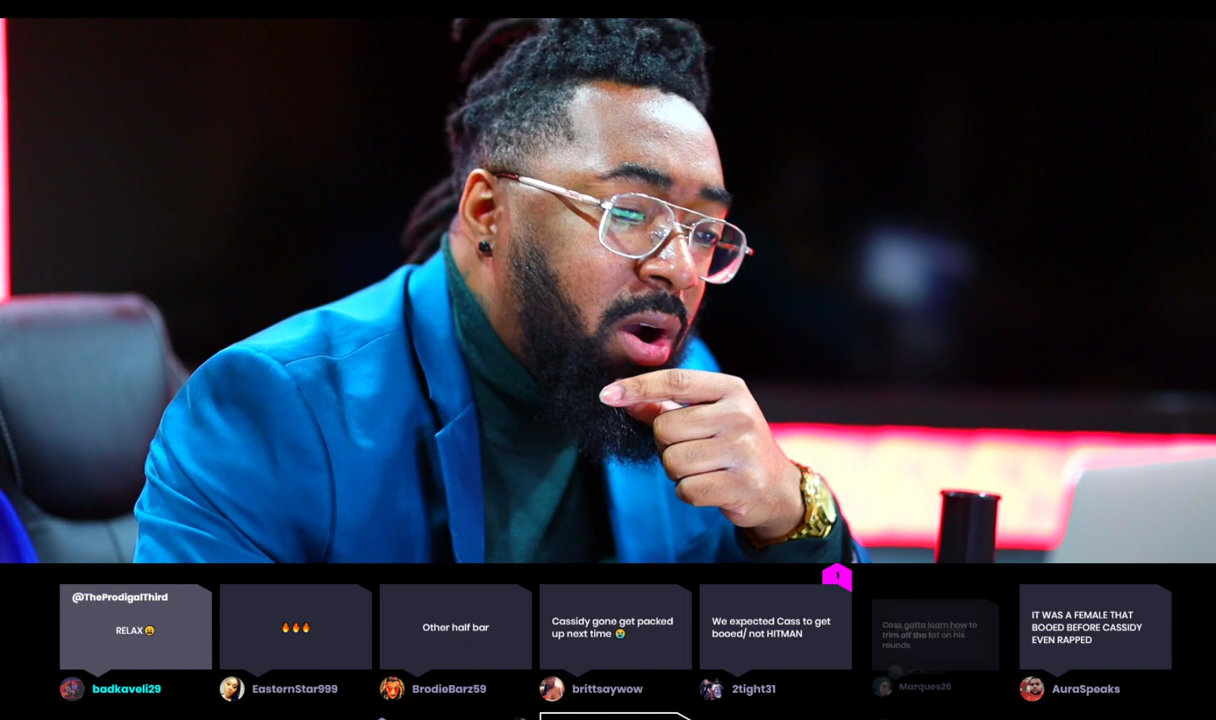 1
@TheProdigalThird
RELAX 😩
🔥🔥🔥
Other half bar
Cassidy gone get packed
up next time 😭
We expected Cass to get
booed/ not HITMAN
Cass gotta learn how to
trim off the fat on his
rounds
IT WAS A FEMALE THAT
BOOED BEFORE CASSIDY
EVEN RAPPED
badkaveli29
EasternStar999
BrodieBarz59
brittsaywow
2tight31
Marques26
AuraSpeaks